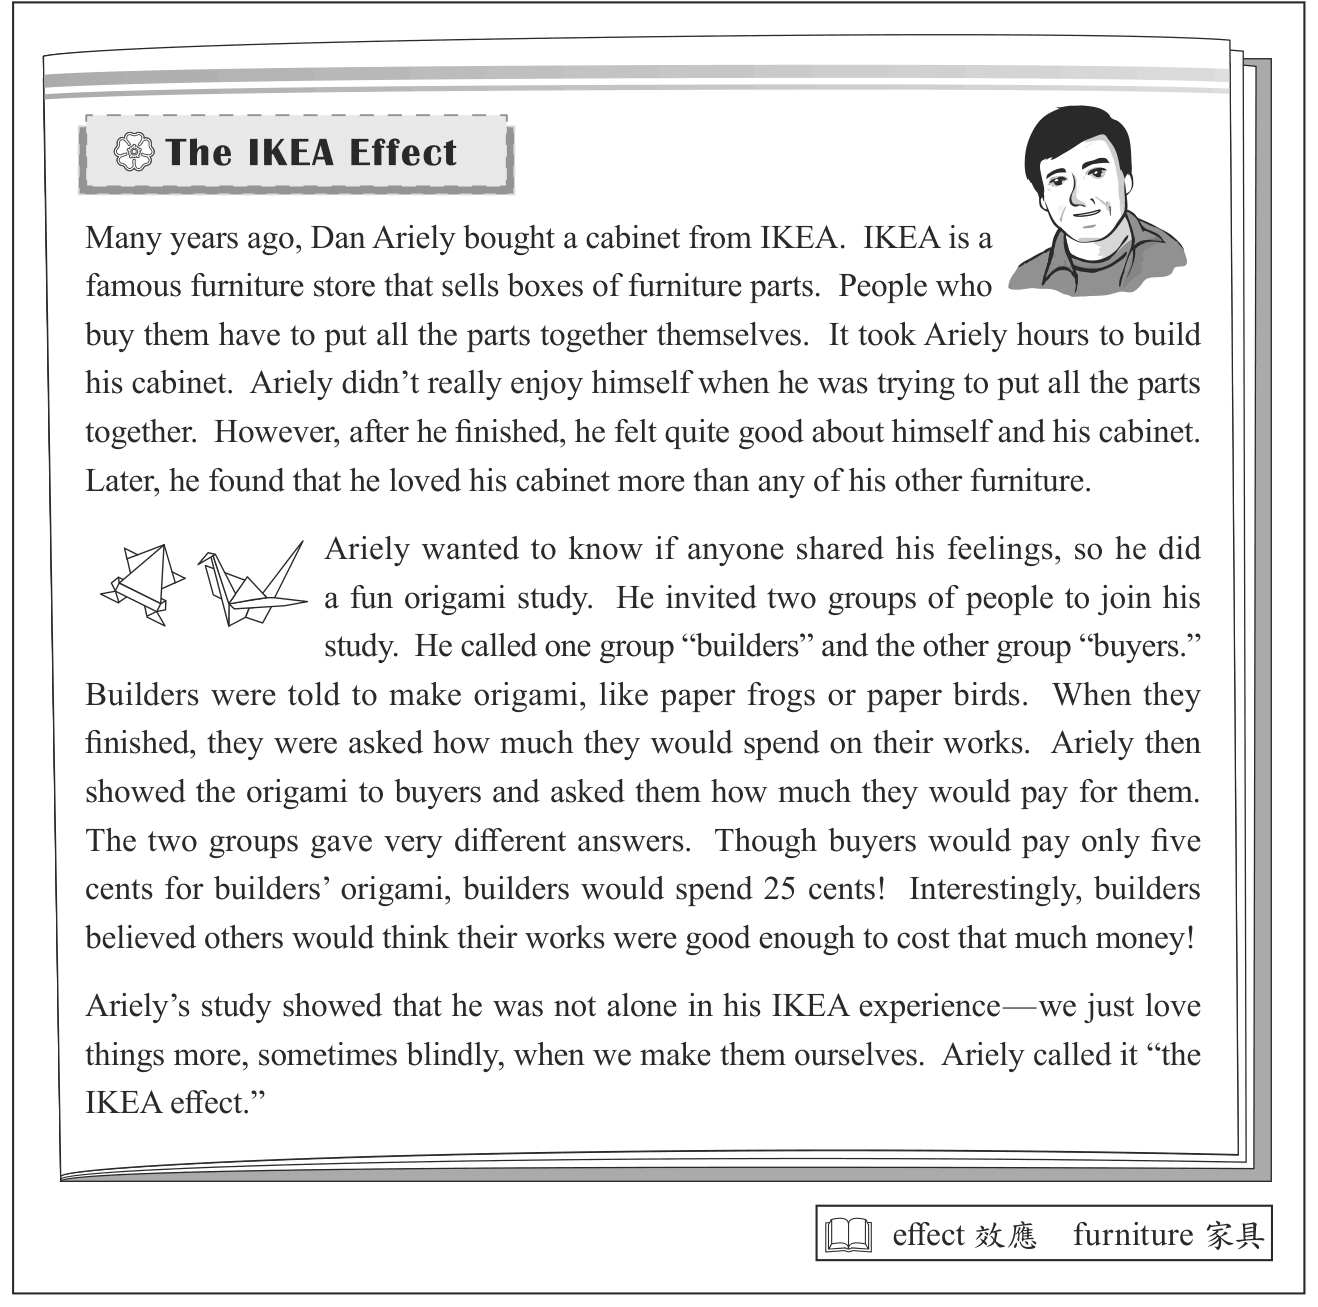 The IKEA Effect
Many years ago, Dan Ariely bought a cabinet from IKEA. IKEA is a
famous furniture store that sells boxes of furniture parts. People who
buy them have to put all the parts together themselves. It took Ariely hours to build
his cabinet. Ariely didn’t really enjoy himself when he was trying to put all the parts
together. However, after he finished, he felt quite good about himself and his cabinet.
Later, he found that he loved his cabinet more than any of his other furniture.
Ariely wanted to know if anyone shared his feelings, so he did
a fun origami study. He invited two groups of people to join his
study. He called one group “builders” and the other group “buyers.”
Builders were told to make origami, like paper frogs or paper birds. When they
finished, they were asked how much they would spend on their works. Ariely then
showed the origami to buyers and asked them how much they would pay for them.
The two groups gave very different answers. Though buyers would pay only five
cents for builders’ origami, builders would spend 25 cents! Interestingly, builders
believed others would think their works were good enough to cost that much money!
Ariely’s study showed that he was not alone in his IKEA experience—we just love
things more, sometimes blindly, when we make them ourselves. Ariely called it “the
IKEA effect.”
effect 效應 furniture 家具